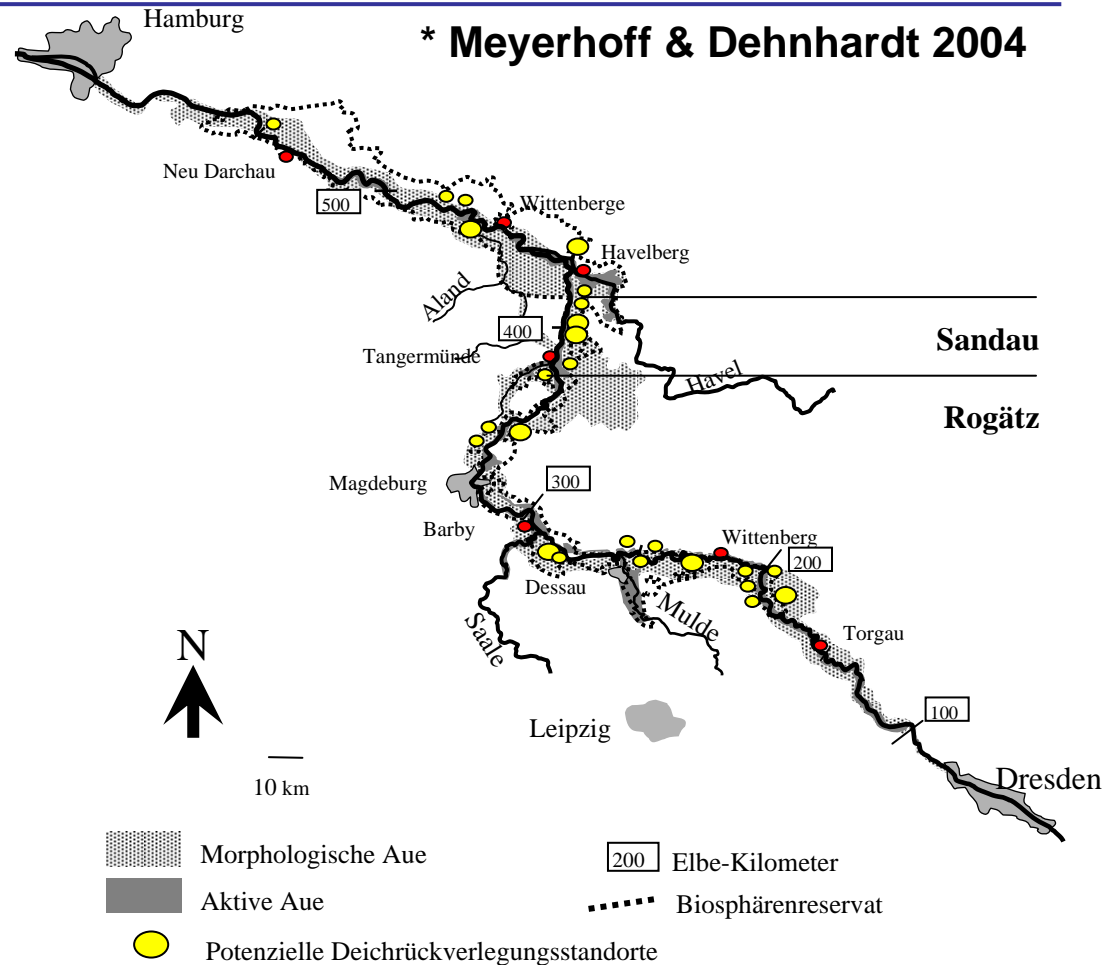 Hamburg
* Meyerhoff & Dehnhardt 2004
Neu Darchau
500
Wittenberge
Havelberg
Aland
400
Sandau
Tangermünde
Havel
Rogätz
Magdeburg
300
Barby
Wittenberg
200
Dessau
Mulde
Saale
Torgau
N
Leipzig
100
10 km
Dresden
Morphologische Aue
200 Elbe-Kilometer
Aktive Aue
Biosphärenreservat
Potenzielle Deichrückverlegungsstandorte